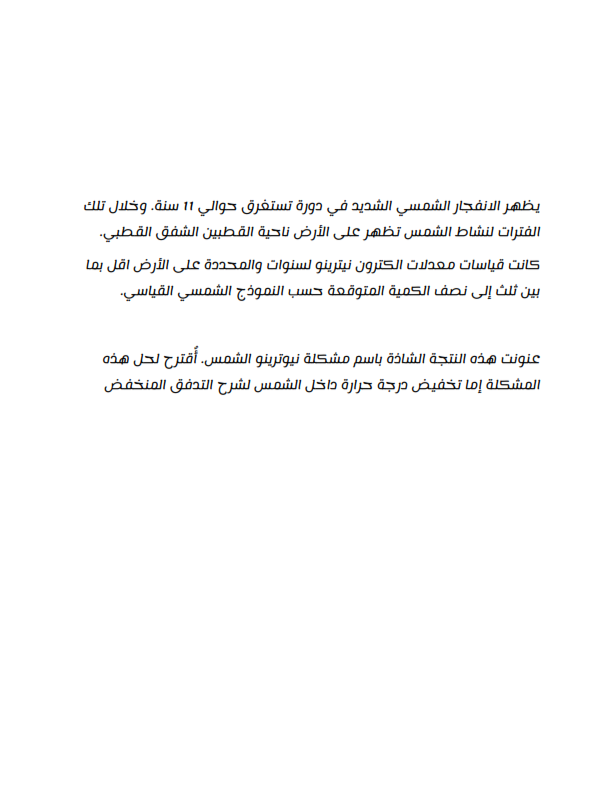 يظهر الانفجار الشمسي الشديد في دورة تستغرق حوالي 11 سنة. وخلال تلك
الفترات لنشاط الشمس تظهر على الأرض ناحية القطبين الشفق القطبي.
كانت قياسات معدلات الكترون نيترينو لسنوات والمحددة على الأرض اقل بما
بين ثلث إلى نصف الكمية المتوقعة حسب النموذج الشمسي القياسي.
عنونت هذه النتجة الشاذة باسم مشكلة نيوترينو الشمس. أُقترح لحل هذه
المشكلة إما تخفيض درجة حرارة داخل الشمس لشرح التدفق المنخفض